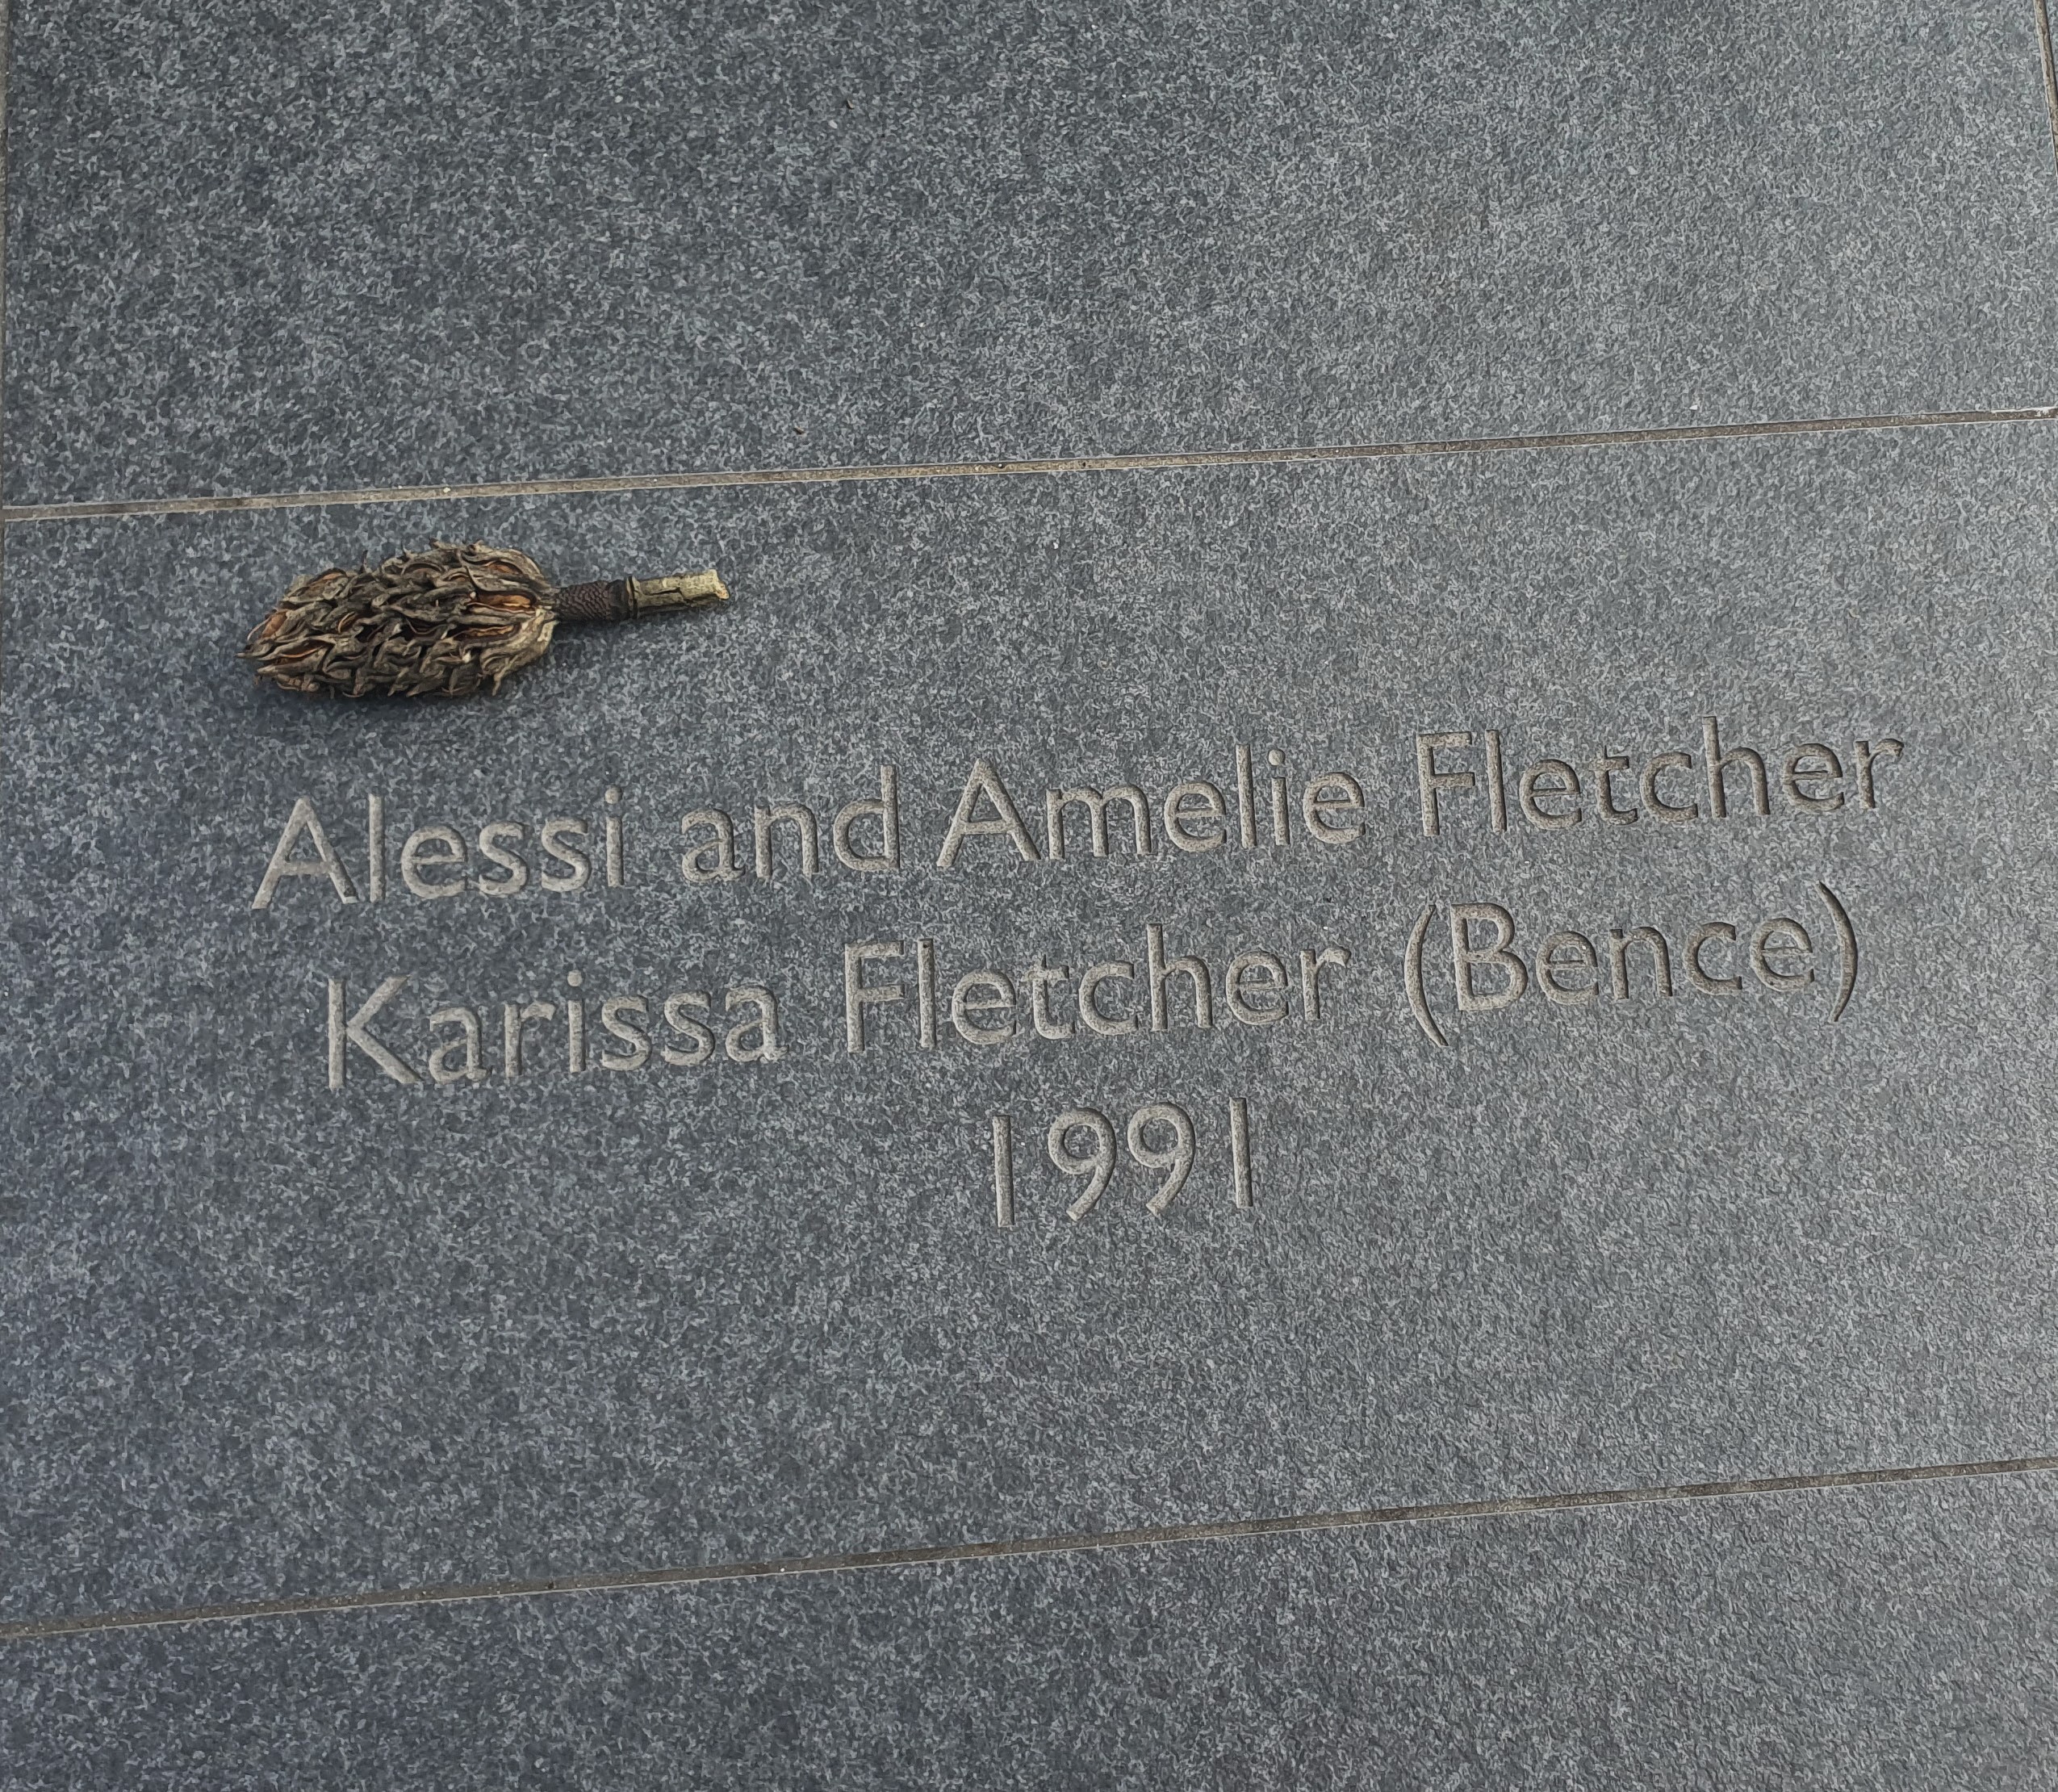 Alessi and Amelie Fletcher
Karissa Fletcher (Bence)
1991